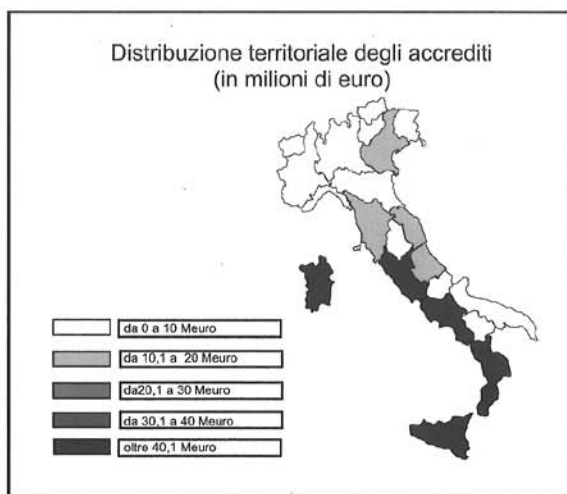 Distribuzione territoriale degli accrediti
(in milioni di euro)
da 0 a 10 Meuro
da 10,1 a 20 Meuro
da20,1 a 30 Meuro
da 30,1 a 40 Meuro
oltre 40,1 Meuro